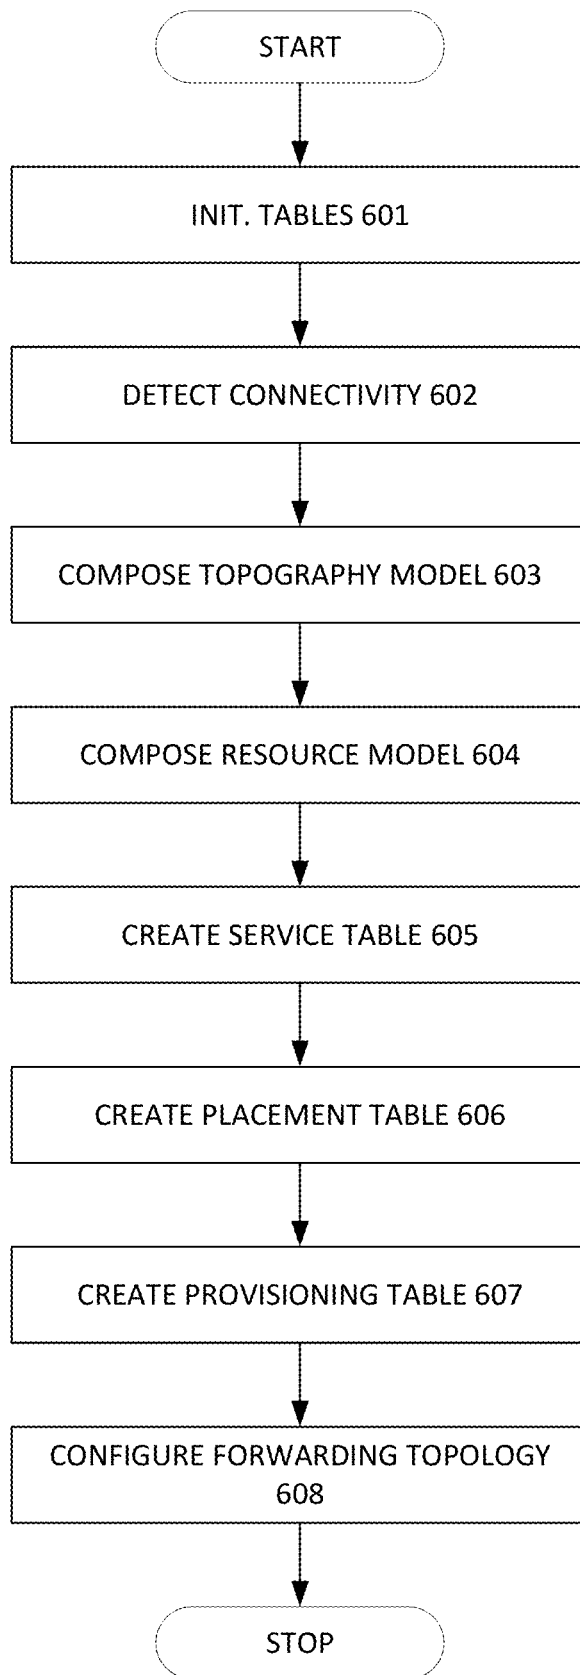 START
INIT. TABLES 601
DETECT CONNECTIVITY 602
COMPOSE TOPOGRAPHY MODEL 603
COMPOSE RESOURCE MODEL 604
CREATE SERVICE TABLE 605
CREATE PLACEMENT TABLE 606
CREATE PROVISIONING TABLE 607
CONFIGURE FORWARDING TOPOLOGY
608
STOP